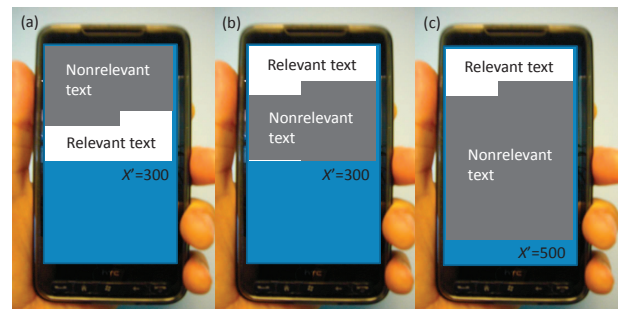 (a)
Nonrelevant
text
Relevant text
X'=300
(b)
Relevant text
Nonrelevant
text
X'=300
(c)
Relevant text
Nonrelevant
text
X'=500